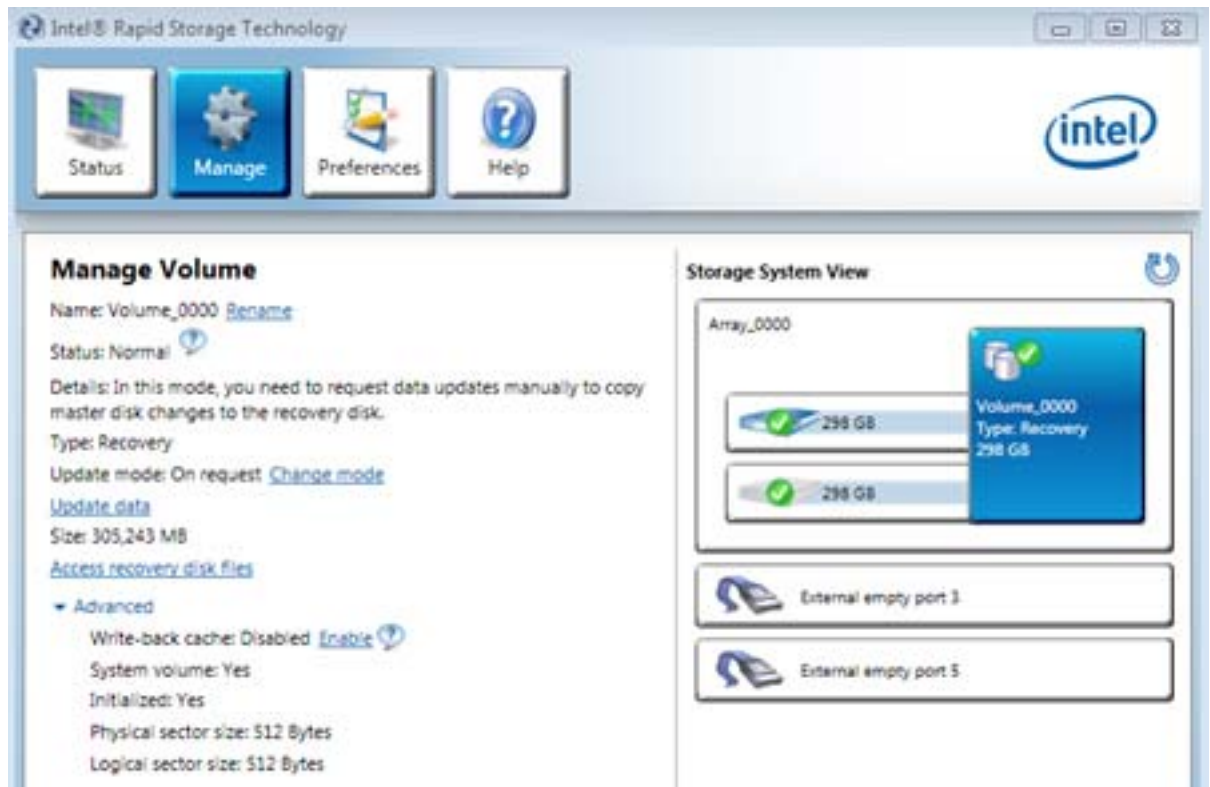 Intel® Rapid Storage Technology
Status
Manage
Preferences
Help
intel
Manage Volume
Name: Volume_0000 Rename
Status: Normal
Details: In this mode, you need to request data updates manually to copy
master disk changes to the recovery disk.
Type: Recovery
Update mode: On request Change mode
Update data
Size: 305,243 MB
Access recovery disk files
Advanced
Write-back cache: Disabled Enable
System volume: Yes
Initialized: Yes
Physical sector size: 512 Bytes
Logical sector size: 512 Bytes
Storage System View
Array_0000
298 GB
298 GB
Volume_0000
Type: Recovery
298 GB
External empty port 3
External empty port 5